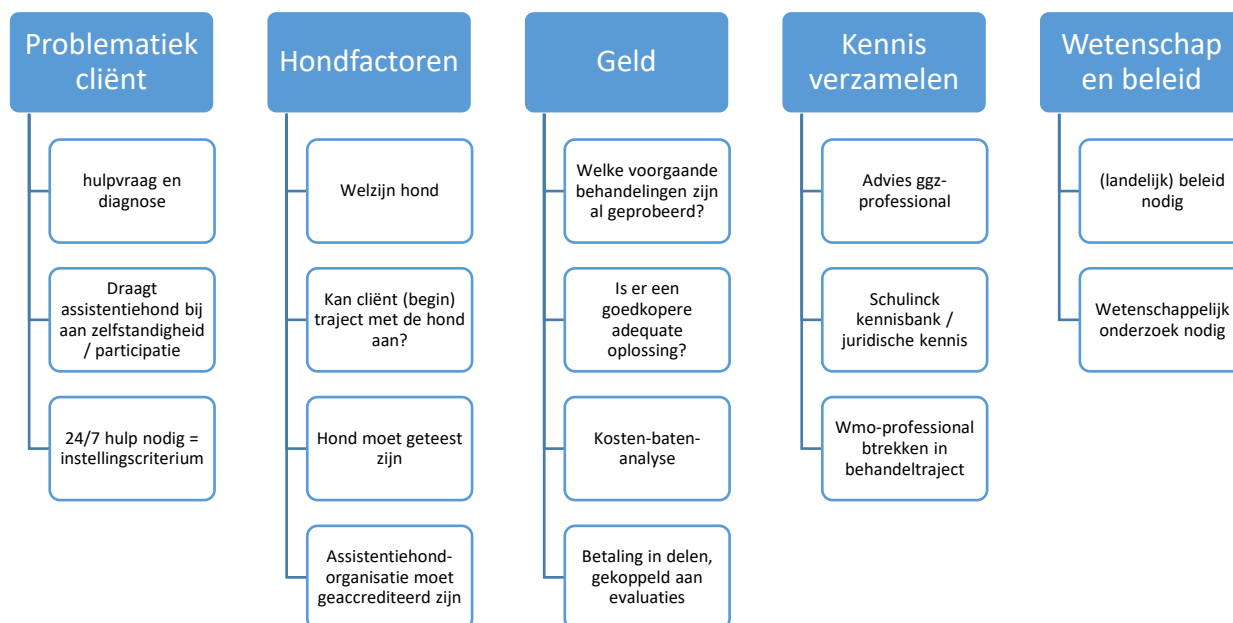 Problematiek
cliënt
hulpvraag en
diagnose
Draagt
assistentiehond bij
aan zelfstandigheid
/ participatie
24/7 hulp nodig =
instellingscriterium
Hondfactoren
Welzijn hond
Kan cliënt (begin)
traject met de hond
aan?
Hond moet geteest
zijn
Assistentiehond-
organisatie moet
geaccrediteerd zijn
Geld
Welke voorgaande
behandelingen zijn
al geprobeerd?
Is er een
goedkopere
adequate
oplossing?
Kosten-baten-
analyse
Betaling in delen,
gekoppeld aan
evaluaties
Kennis
verzamelen
Advies ggz-
professional
Schulinck
kennisbank /
juridische kennis
Wmo-professional
btrekken in
behandeltraject
Wetenschap
en beleid
(landelijk) beleid
nodig
Wetenschappelijk
onderzoek nodig